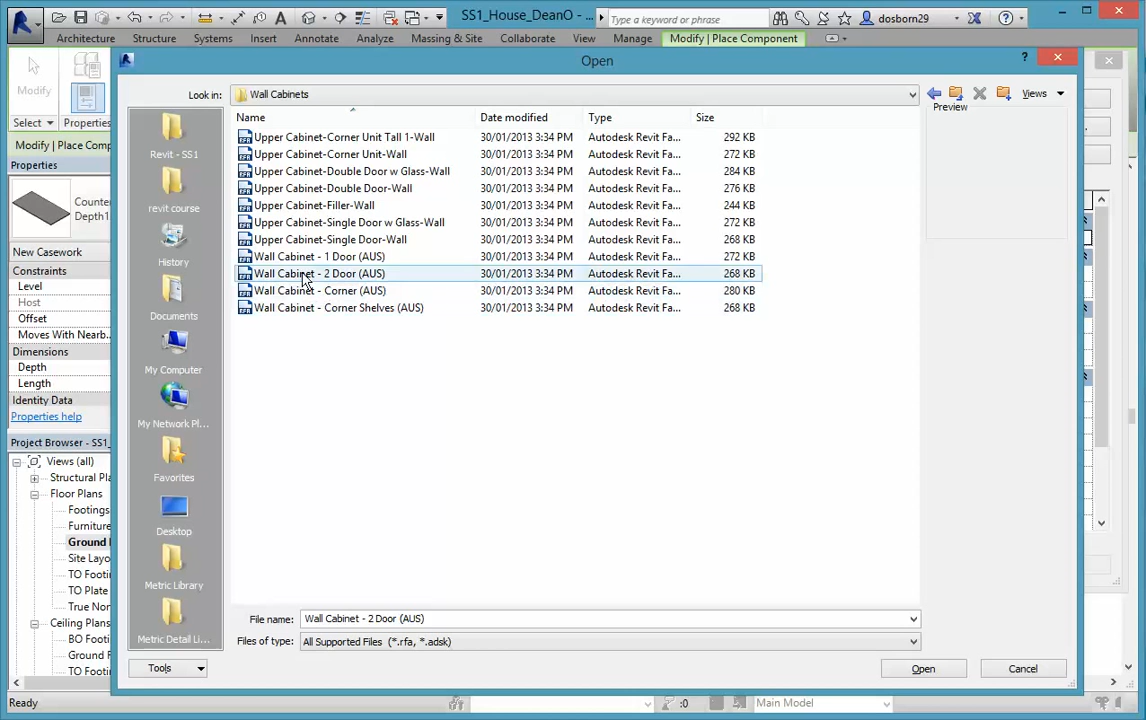 SS1_House_DeanO - ...
Type a keyword or phrase
dosborn29
Architecture Structure Systems Insert Annotate Analyze Massing & Site Collaborate View Manage Modify | Place Component
Modify
Select Properties
Modify | Place Comp
Properties
Counte
Depth1
New Casework
Constraints
Level
Host
Offset
Moves With Nearb...
Dimensions
Depth
Length
Identity Data
Properties help
Project Browser - SS1_
Views (all)
Structural Pla
Floor Plans
Footings
Furniture
Ground
Site Layo
TO Footi
TO Plate
True Nor
Ceiling Plans
BO Footi
Ground F
TO Footi
Ready
:0
Main Model
Open
Look in: Wall Cabinets
Views
Preview
Revit - SS1
revit course
History
Documents
My Computer
My Network Pl...
Favorites
Desktop
Metric Library
Metric Detail Li...
Name Date modified Type Size
Upper Cabinet-Corner Unit Tall 1-Wall 30/01/2013 3:34 PM Autodesk Revit Fa... 292 KB
Upper Cabinet-Corner Unit-Wall 30/01/2013 3:34 PM Autodesk Revit Fa... 272 KB
Upper Cabinet-Double Door w Glass-Wall 30/01/2013 3:34 PM Autodesk Revit Fa... 284 KB
Upper Cabinet-Double Door-Wall 30/01/2013 3:34 PM Autodesk Revit Fa... 276 KB
Upper Cabinet-Filler-Wall 30/01/2013 3:34 PM Autodesk Revit Fa... 244 KB
Upper Cabinet-Single Door w Glass-Wall 30/01/2013 3:34 PM Autodesk Revit Fa... 272 KB
Upper Cabinet-Single Door-Wall 30/01/2013 3:34 PM Autodesk Revit Fa... 268 KB
Wall Cabinet - 1 Door (AUS) 30/01/2013 3:34 PM Autodesk Revit Fa... 272 KB
Wall Cabinet - 2 Door (AUS) 30/01/2013 3:34 PM Autodesk Revit Fa... 268 KB
Wall Cabinet - Corner (AUS) 30/01/2013 3:34 PM Autodesk Revit Fa... 280 KB
Wall Cabinet - Corner Shelves (AUS) 30/01/2013 3:34 PM Autodesk Revit Fa... 268 KB
File name: Wall Cabinet - 2 Door (AUS)
Files of type: All Supported Files (*.rfa, *.adsk)
Tools Open Cancel